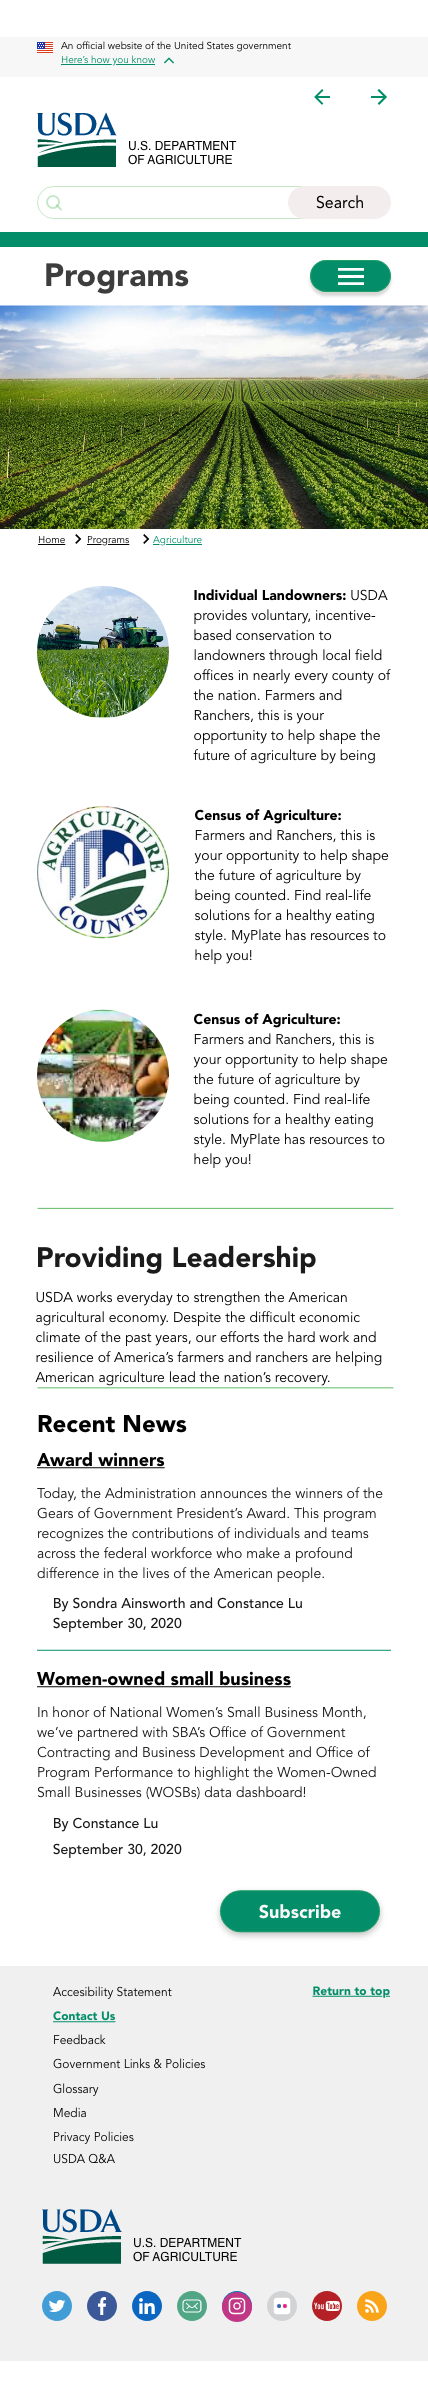 An official website of the United States government
Here's how you know
USDA
U.S. DEPARTMENT
OF AGRICULTURE
Search
Programs
Home
Programs
Agriculture
Individual Landowners: USDA
provides voluntary, incentive-
based conservation to
landowners through local field
offices in nearly every county of
the nation. Farmers and
Ranchers, this is your
opportunity to help shape the
future of agriculture by being
AGRICULTURE
COUNTS
Census of Agriculture:
Farmers and Ranchers, this is
your opportunity to help shape
the future of agriculture by
being counted. Find real-life
solutions for a healthy eating
style. MyPlate has resources to
help you!
Census of Agriculture:
Farmers and Ranchers, this is
your opportunity to help shape
the future of agriculture by
being counted. Find real-life
solutions for a healthy eating
style. MyPlate has resources to
help you!
Providing Leadership
USDA works everyday to strengthen the American
agricultural economy. Despite the difficult economic
climate of the past years, our efforts the hard work and
resilience of America's farmers and ranchers are helping
American agriculture lead the nation's recovery.
Recent News
Award winners
Today, the Administration announces the winners of the
Gears of Government President's Award. This program
recognizes the contributions of individuals and teams
across the federal workforce who make a profound
difference in the lives of the American people.
By Sondra Ainsworth and Constance Lu
September 30, 2020
Women-owned small business
In honor of National Women's Small Business Month,
we've partnered with SBA's Office of Government
Contracting and Business Development and Office of
Program Performance to highlight the Women-Owned
Small Businesses (WOSBs) data dashboard!
By Constance Lu
September 30, 2020
Subscribe
Accesibility Statement
Return to top
Contact Us
Feedback
Government Links & Policies
Glossary
Media
Privacy Policies
USDA Q&A
USDA
U.S. DEPARTMENT
OF AGRICULTURE
You Tube